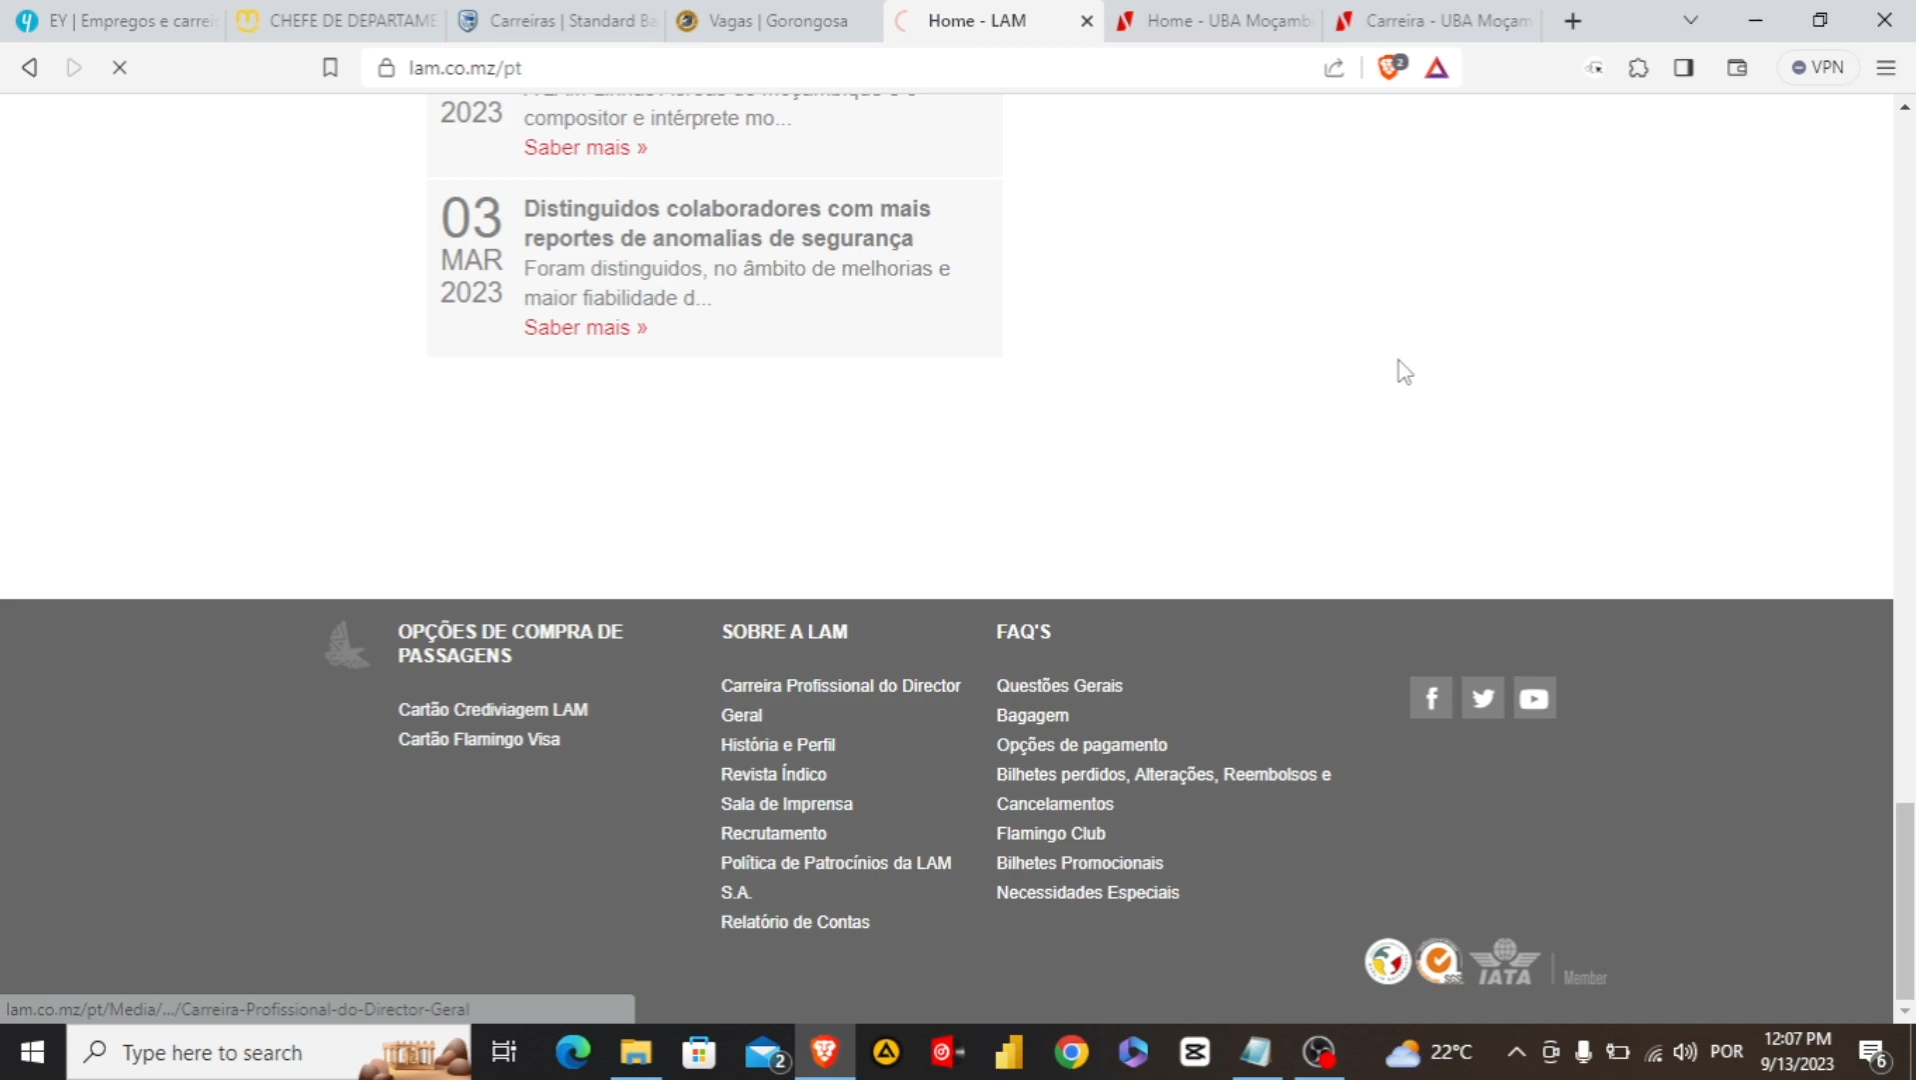 EY | Empregos e carrei
CHEFE DE DEPARTAME
Carreiras | Standard Ba
Vagas | Gorongosa
Home - LAM
Home - UBA Moçamb
Carreira - UBA Moçam
lam.co.mz/pt
2
VPN
2023
compositor e intérprete mo...
Saber mais »
03
MAR
2023
Distinguidos colaboradores com mais
reportes de anomalias de segurança
Foram distinguidos, no âmbito de melhorias e
maior fiabilidade d...
Saber mais »
OPÇÕES DE COMPRA DE
PASSAGENS
Cartão Crediviagem LAM
Cartão Flamingo Visa
SOBRE A LAM
Carreira Profissional do Director
Geral
História e Perfil
Revista Índico
Sala de Imprensa
Recrutamento
Política de Patrocínios da LAM
S.A.
Relatório de Contas
FAQ'S
Questões Gerais
Bagagem
Opções de pagamento
Bilhetes perdidos, Alterações, Reembolsos e
Cancelamentos
Flamingo Club
Bilhetes Promocionais
Necessidades Especiais
SGS
IATA
Member
lam.co.mz/pt/Media/.../Carreira-Profissional-do-Director-Geral
Type here to search
2
22°C
POR
12:07 PM
9/13/2023
6